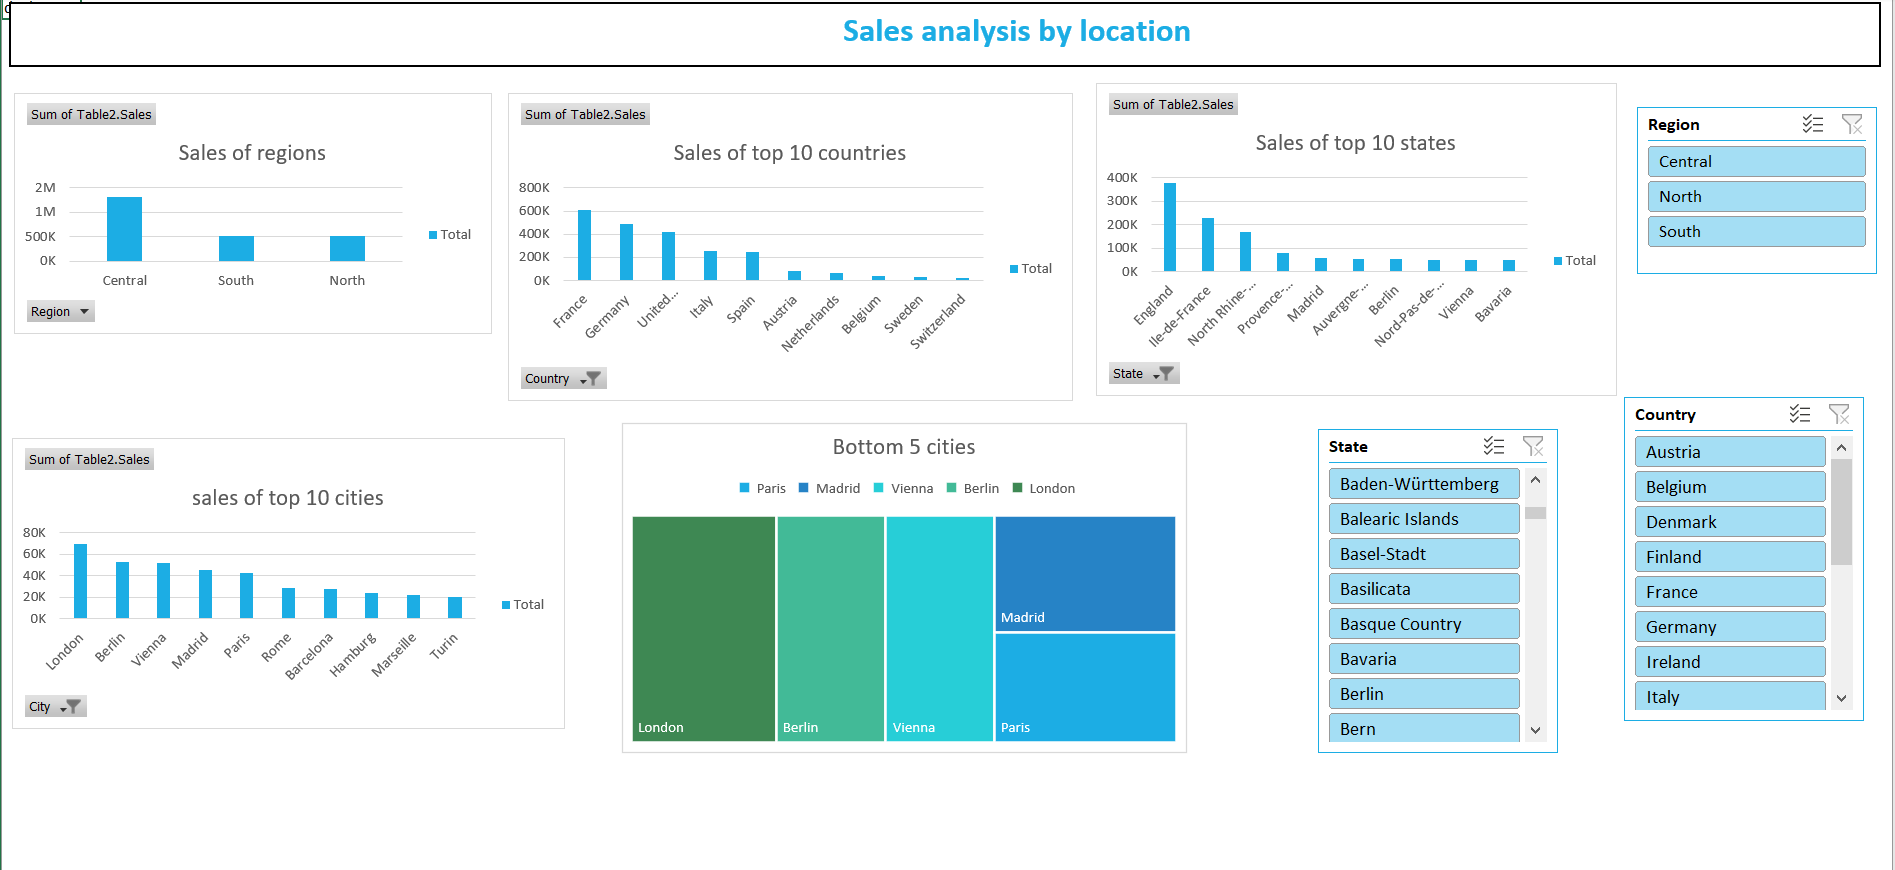 Sales analysis by location
Sum of Table2.Sales
Sales of regions
2M
1M
500K
0K
Central
South
North
Total
Region
Sum of Table2.Sales
Sales of top 10 countries
800K
600K
400K
200K
0K
France
Germany
United...
Italy
Spain
Austria
Netherlands
Belgium
Sweden
Switzerland
Total
Country
Sum of Table2.Sales
Sales of top 10 states
400K
300K
200K
100K
0K
England
Ile-de-France
North Rhine-...
Provence-...
Madrid
Auvergne-...
Berlin
Nord-Pas-de-...
Vienna
Bavaria
Total
State
Region
Central
North
South
Sum of Table2.Sales
sales of top 10 cities
80K
60K
40K
20K
0K
London
Berlin
Vienna
Madrid
Paris
Rome
Barcelona
Hamburg
Marseille
Turin
Total
City
Bottom 5 cities
Paris Madrid Vienna Berlin London
London
Berlin
Vienna
Madrid
Paris
State
Baden-Württemberg
Balearic Islands
Basel-Stadt
Basilicata
Basque Country
Bavaria
Berlin
Bern
Country
Austria
Belgium
Denmark
Finland
France
Germany
Ireland
Italy